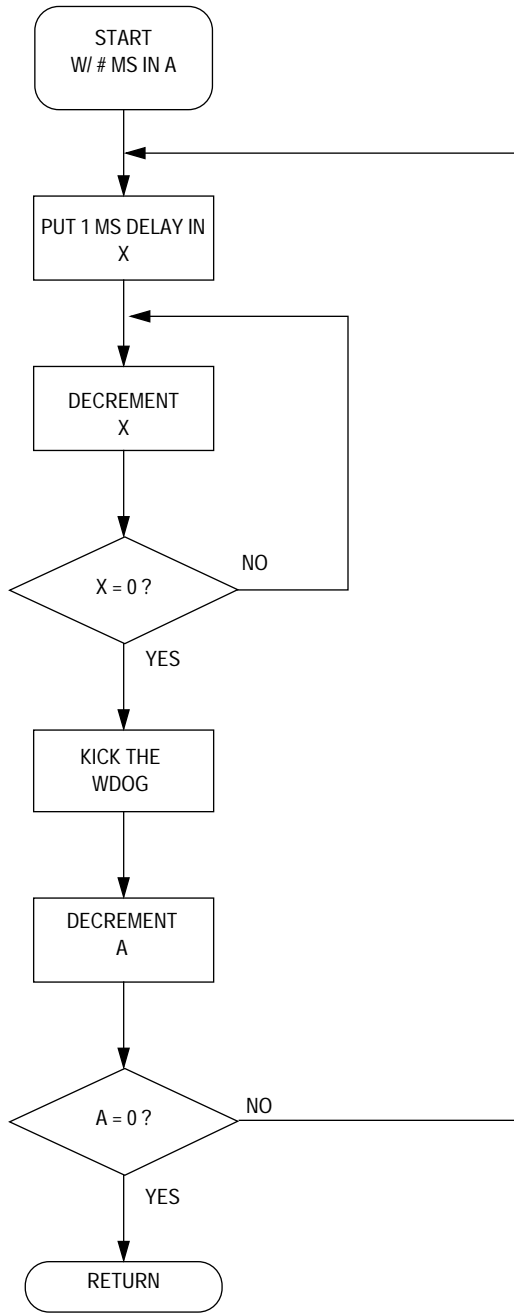 START
W/ # MS IN A
PUT 1 MS DELAY IN
X
DECREMENT
X
X = 0 ?
NO
YES
KICK THE
WDOG
DECREMENT
A
A = 0 ?
NO
YES
RETURN